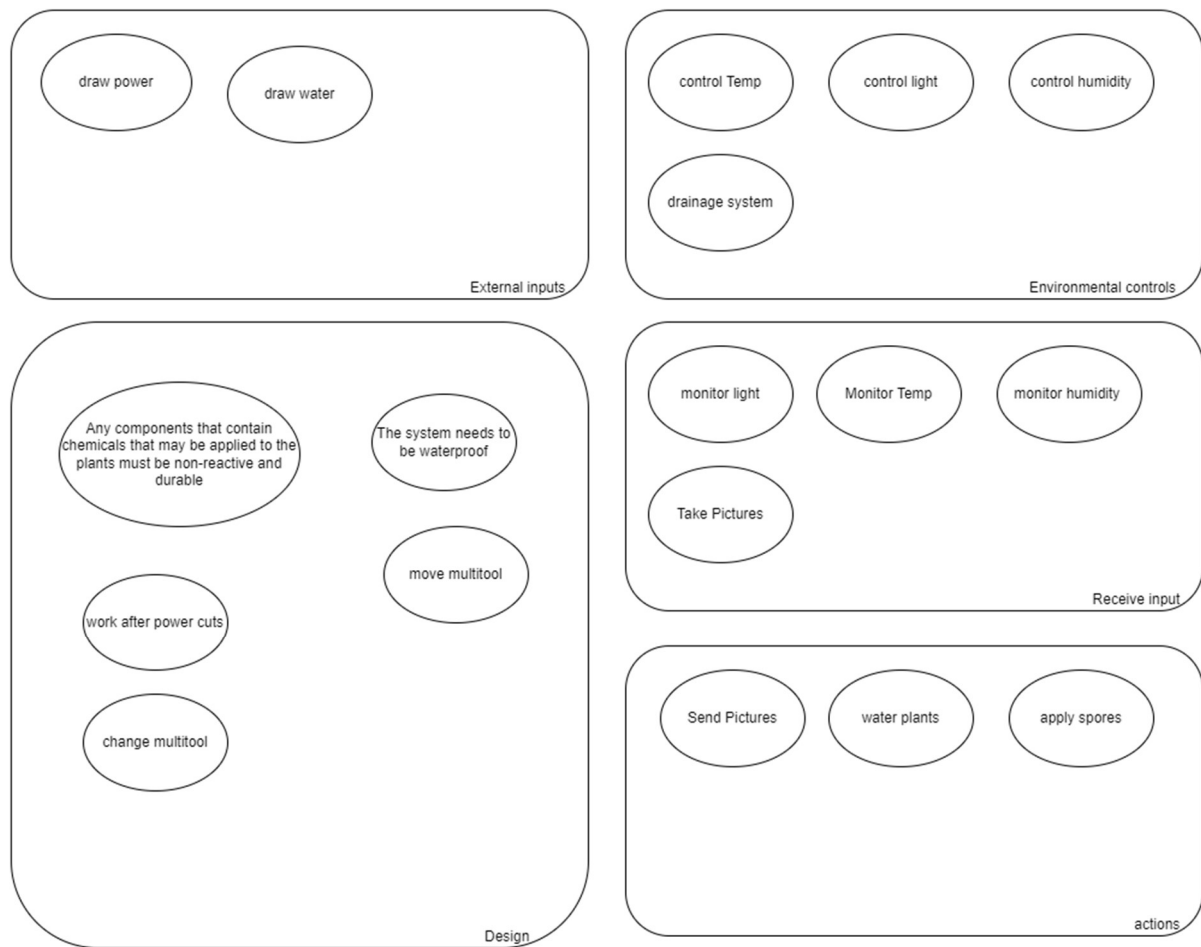 draw power
draw water
External inputs
control Temp
control light
control humidity
drainage system
Environmental controls
Any components that contain
chemicals that may be applied to the
plants must be non-reactive and
durable
The system needs to
be waterproof
move multitool
work after power cuts
change multitool
Design
monitor light
Monitor Temp
monitor humidity
Take Pictures
Receive input
Send Pictures
water plants
apply spores
actions